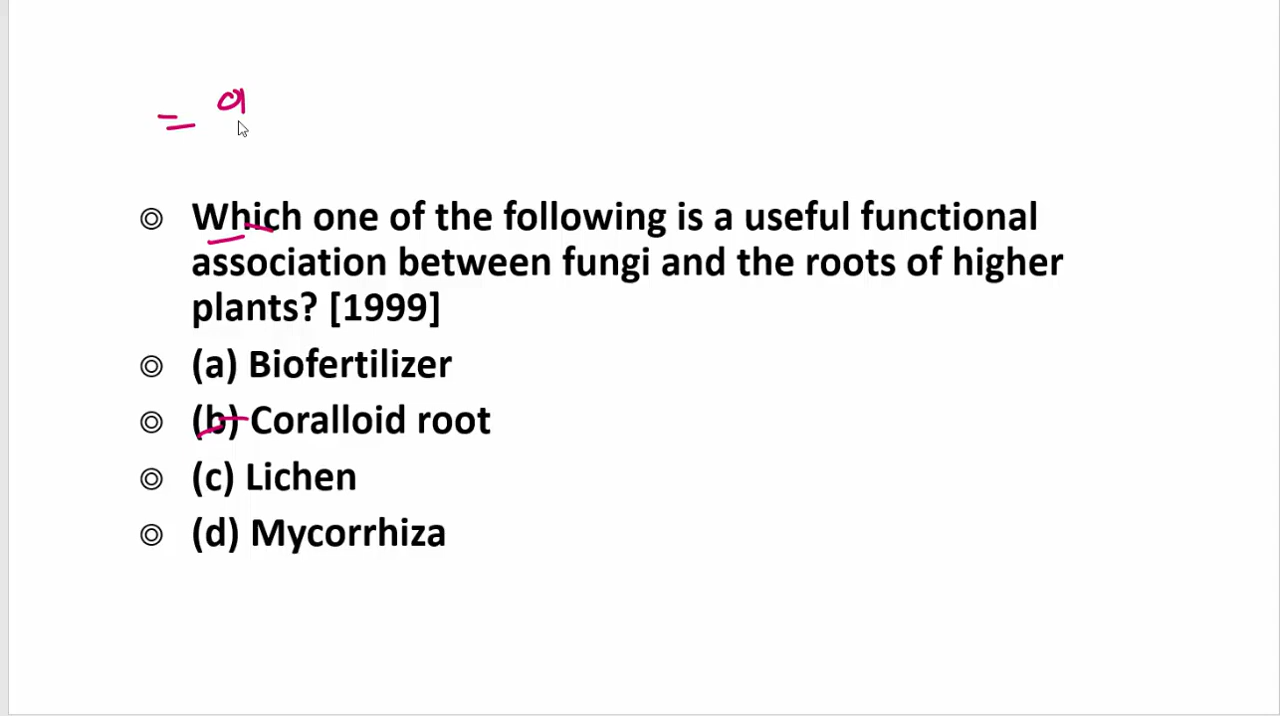 = a
Which one of the following is a useful functional
association between fungi and the roots of higher
plants? [1999]
(a) Biofertilizer
(b) Coralloid root
(c) Lichen
(d) Mycorrhiza